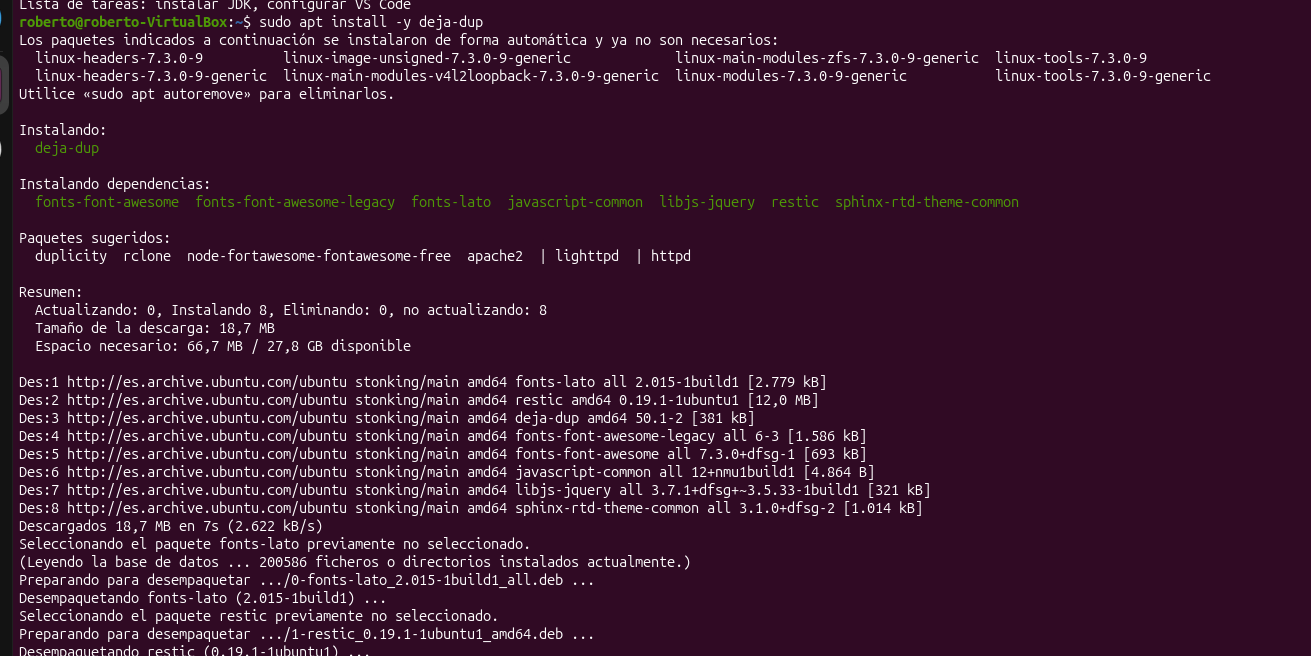 Lista de tareas: instalar JDK, configurar VS Code
roberto@roberto-VirtualBox:~$ sudo apt install -y deja-dup
Los paquetes indicados a continuación se instalaron de forma automática y ya no son necesarios:
  linux-headers-7.3.0-9          linux-image-unsigned-7.3.0-9-generic             linux-main-modules-zfs-7.3.0-9-generic  linux-tools-7.3.0-9
  linux-headers-7.3.0-9-generic  linux-main-modules-v4l2loopback-7.3.0-9-generic  linux-modules-7.3.0-9-generic           linux-tools-7.3.0-9-generic
Utilice «sudo apt autoremove» para eliminarlos.

Instalando:
  deja-dup

Instalando dependencias:
  fonts-font-awesome  fonts-font-awesome-legacy  fonts-lato  javascript-common  libjs-jquery  restic  sphinx-rtd-theme-common

Paquetes sugeridos:
  duplicity  rclone  node-fortawesome-fontawesome-free  apache2  | lighttpd  | httpd

Resumen:
  Actualizando: 0, Instalando 8, Eliminando: 0, no actualizando: 8
  Tamaño de la descarga: 18,7 MB
  Espacio necesario: 66,7 MB / 27,8 GB disponible

Des:1 http://es.archive.ubuntu.com/ubuntu stonking/main amd64 fonts-lato all 2.015-1build1 [2.779 kB]
Des:2 http://es.archive.ubuntu.com/ubuntu stonking/main amd64 restic amd64 0.19.1-1ubuntu1 [12,0 MB]
Des:3 http://es.archive.ubuntu.com/ubuntu stonking/main amd64 deja-dup amd64 50.1-2 [381 kB]
Des:4 http://es.archive.ubuntu.com/ubuntu stonking/main amd64 fonts-font-awesome-legacy all 6-3 [1.586 kB]
Des:5 http://es.archive.ubuntu.com/ubuntu stonking/main amd64 fonts-font-awesome all 7.3.0+dfsg-1 [693 kB]
Des:6 http://es.archive.ubuntu.com/ubuntu stonking/main amd64 javascript-common all 12+nmu1build1 [4.864 B]
Des:7 http://es.archive.ubuntu.com/ubuntu stonking/main amd64 libjs-jquery all 3.7.1+dfsg+~3.5.33-1build1 [321 kB]
Des:8 http://es.archive.ubuntu.com/ubuntu stonking/main amd64 sphinx-rtd-theme-common all 3.1.0+dfsg-2 [1.014 kB]
Descargados 18,7 MB en 7s (2.622 kB/s)
Seleccionando el paquete fonts-lato previamente no seleccionado.
(Leyendo la base de datos ... 200586 ficheros o directorios instalados actualmente.)
Preparando para desempaquetar .../0-fonts-lato_2.015-1build1_all.deb ...
Desempaquetando fonts-lato (2.015-1build1) ...
Seleccionando el paquete restic previamente no seleccionado.
Preparando para desempaquetar .../1-restic_0.19.1-1ubuntu1_amd64.deb ...
Desempaquetando restic (0.19.1-1ubuntu1) ...